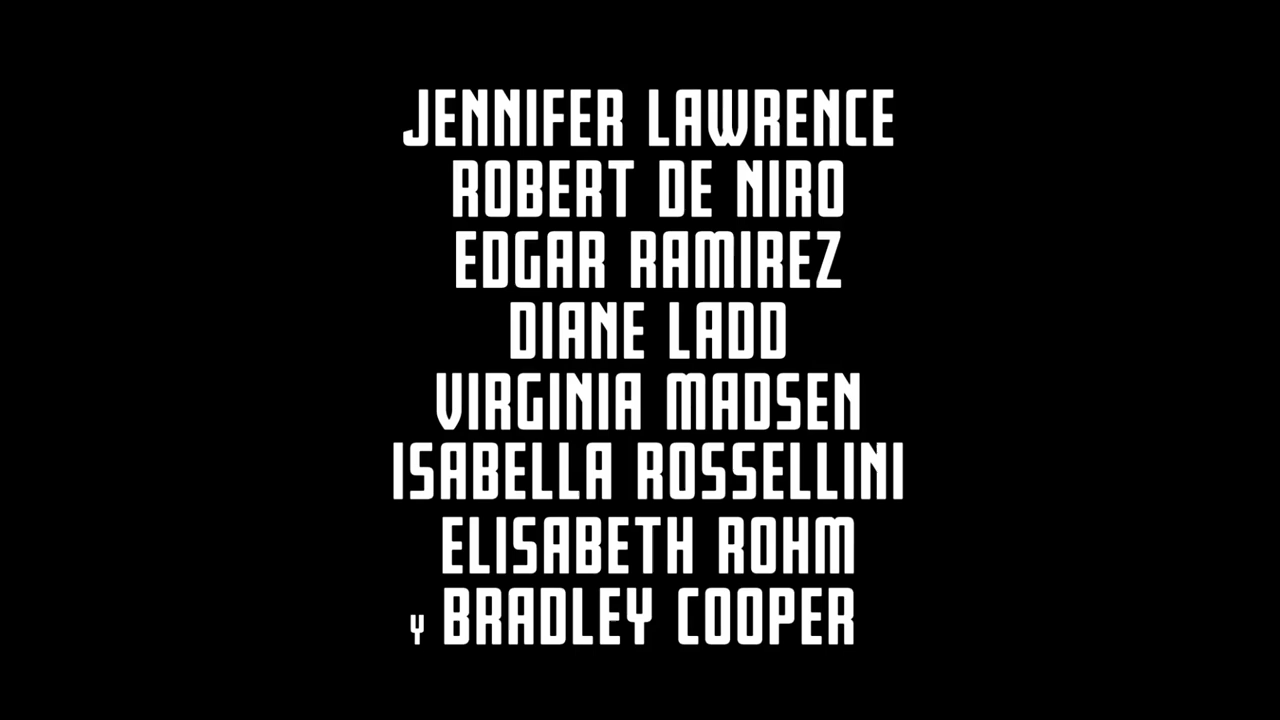 JENNIFER LAWRENCE
ROBERT DE NIRO
EDGAR RAMIREZ
DIANE LADD
VIRGINIA MADSEN
ISABELLA ROSSELLINI
ELISABETH ROHM
Y BRADLEY COOPER